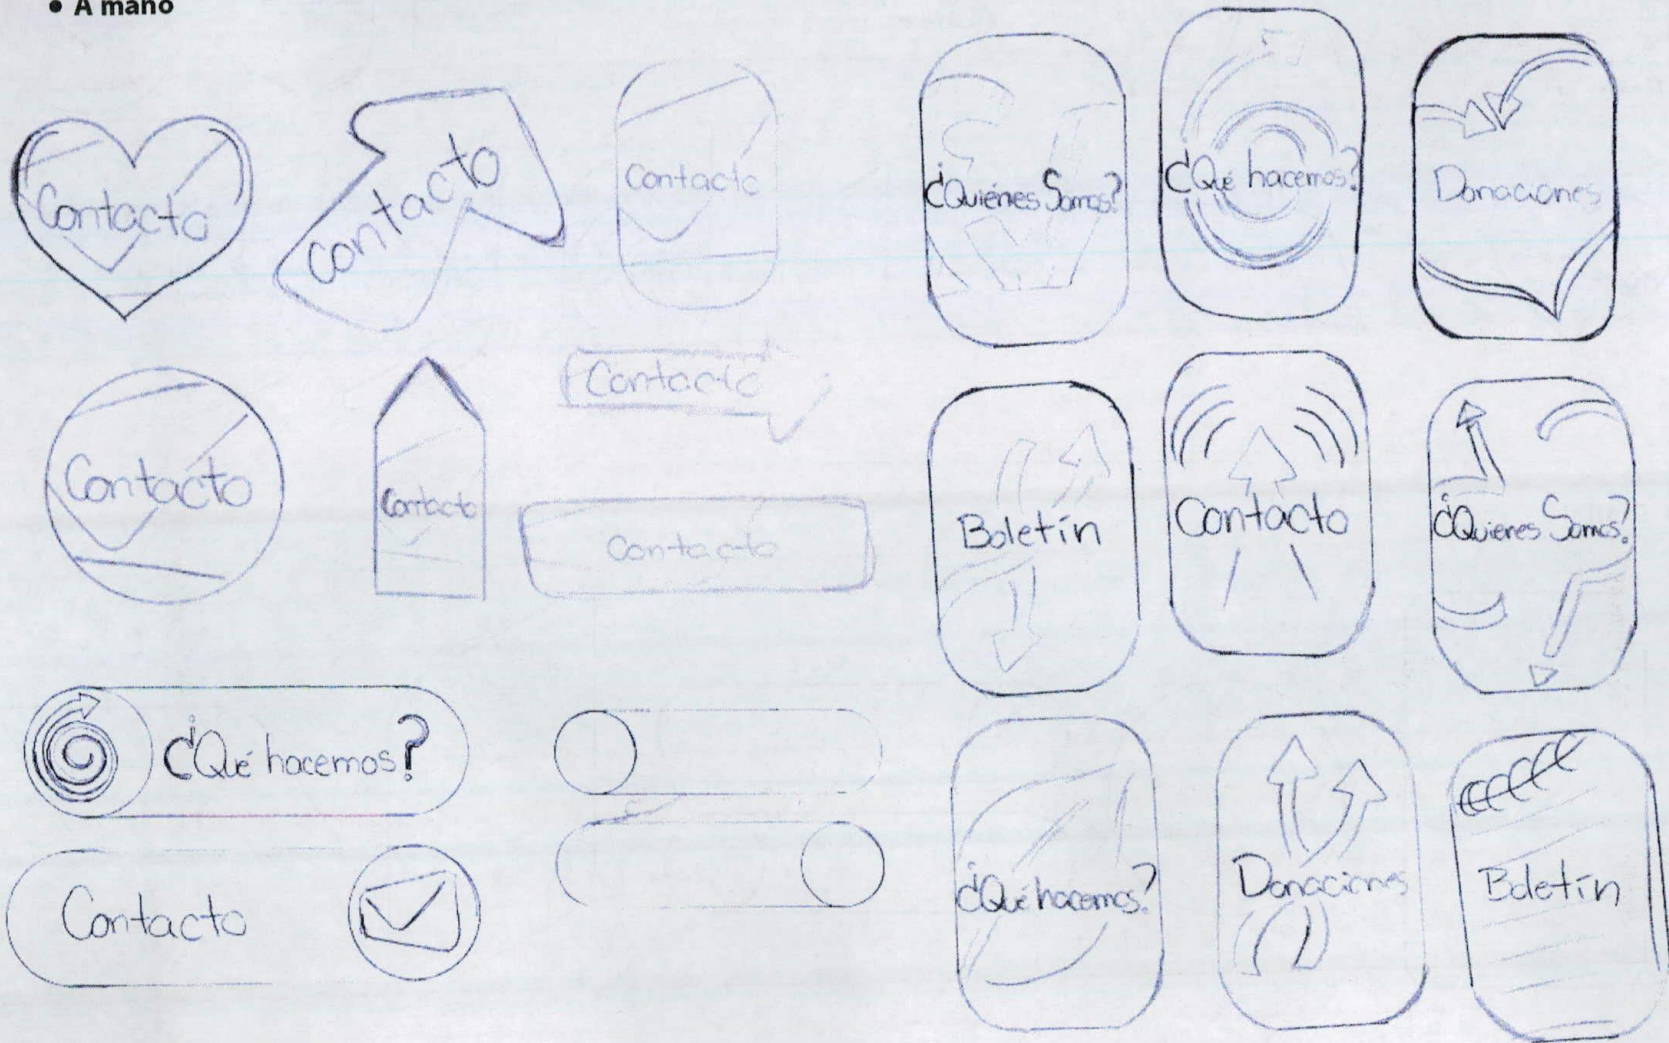 • A mano
Contacto
Contacto
Contacto
¿Quiénes Somos?
¿Qué hacemos?
Donaciones
Contacto
Contacto
Contacto
Contacto
Boletín
Contacto
¿Quienes Somos?
¿Qué hacemos?
Contacto
¿Qué hacemos?
Donaciones
Boletín